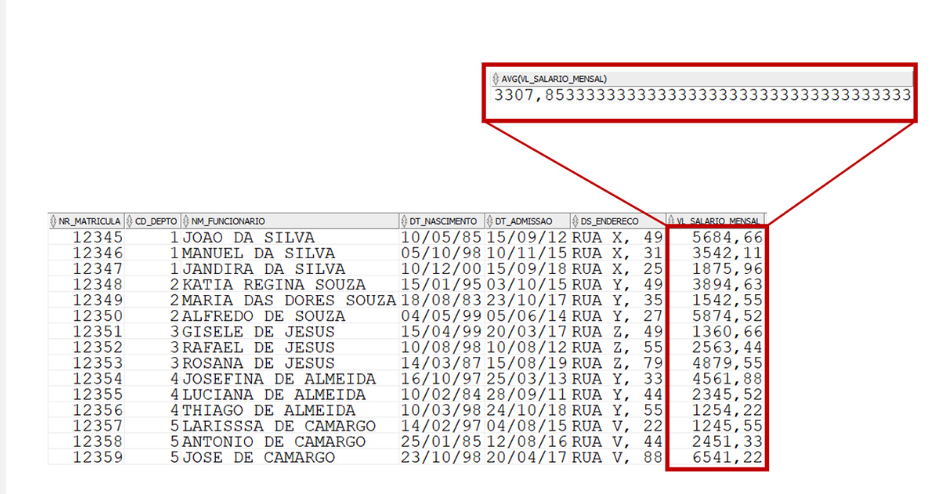 AVG(VL_SALARIO_MENSAL)
3307,85333333333333333333333333333333333333
NR_MATRICULA CD_DEPTO NM_FUNCIONARIO DT_NASCIMENTO DT_ADMISSAO DS_ENDERECO VL_SALARIO_MENSAL
12345 1 JOAO DA SILVA 10/05/85 15/09/12 RUA X, 49 5684,66
12346 1 MANUEL DA SILVA 05/10/98 10/11/15 RUA X, 31 3542,11
12347 1 JANDIRA DA SILVA 10/12/00 15/09/18 RUA X, 25 1875,96
12348 2 KATIA REGINA SOUZA 15/01/95 03/10/15 RUA Y, 49 3894,63
12349 2 MARIA DAS DORES SOUZA 18/08/83 23/10/17 RUA Y, 35 1542,55
12350 2 ALFREDO DE SOUZA 04/05/99 05/06/14 RUA Y, 27 5874,52
12351 3 GISELE DE JESUS 15/04/99 20/03/17 RUA Z, 49 1360,66
12352 3 RAFAEL DE JESUS 10/08/98 10/08/12 RUA Z, 55 2563,44
12353 3 ROSANA DE JESUS 14/03/87 15/08/19 RUA Z, 79 4879,55
12354 4 JOSEFINA DE ALMEIDA 16/10/97 25/03/13 RUA Y, 33 4561,88
12355 4 LUCIANA DE ALMEIDA 10/02/84 28/09/11 RUA Y, 44 2345,52
12356 4 THIAGO DE ALMEIDA 10/03/98 24/10/18 RUA Y, 55 1254,22
12357 5 LARISSSA DE CAMARGO 14/02/97 04/08/15 RUA V, 22 1245,55
12358 5 ANTONIO DE CAMARGO 25/01/85 12/08/16 RUA V, 44 2451,33
12359 5 JOSE DE CAMARGO 23/10/98 20/04/17 RUA V, 88 6541,22